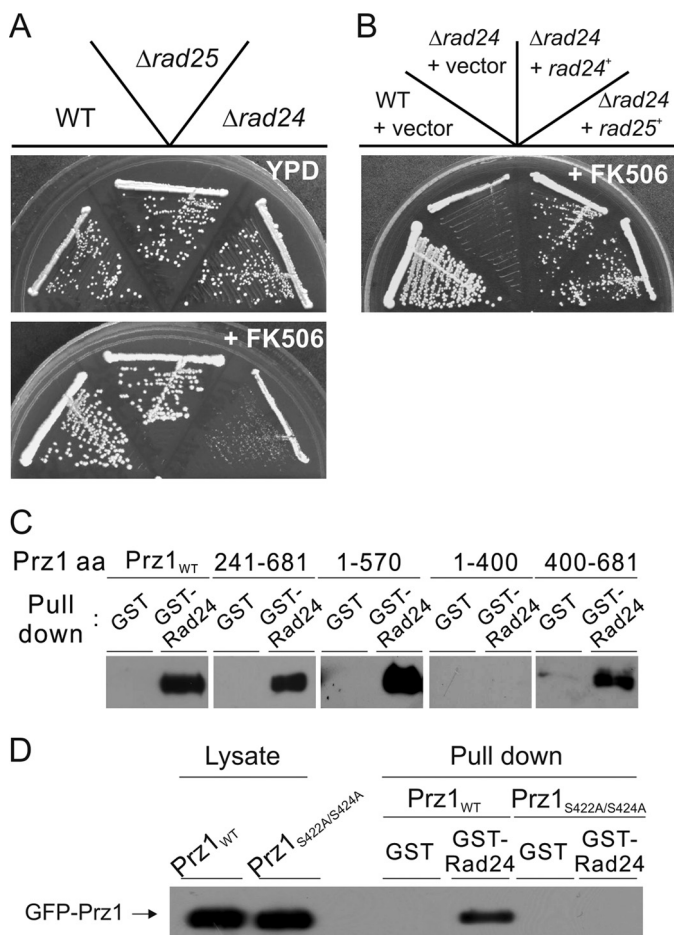 A
Δrad25
WT
Δrad24
YPD
+ FK506
B
Δrad24
+ vector
Δrad24
+ rad24⁺
WT
+ vector
Δrad24
+ rad25⁺
+ FK506
C
Prz1 aa
Prz1WT
241-681
1-570
1-400
400-681
Pull
down :
GST
GST-
Rad24
GST
GST-
Rad24
GST
GST-
Rad24
GST
GST-
Rad24
GST
GST-
Rad24
D
Lysate
Pull down
Prz1WT
Prz1S422A/S424A
Prz1WT
Prz1S422A/S424A
GST
GST-
Rad24
GST
GST-
Rad24
GFP-Prz1 →